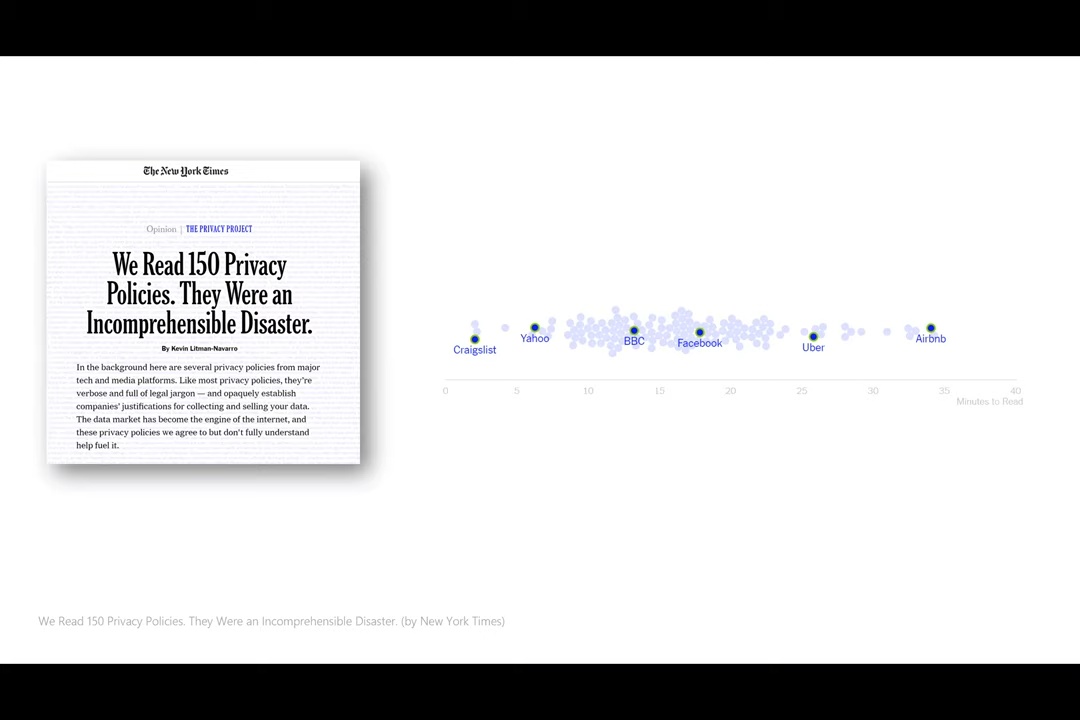 The New York Times
Opinion | THE PRIVACY PROJECT
We Read 150 Privacy
Policies. They Were an
Incomprehensible Disaster.
By Kevin Litman-Navarro
In the background here are several privacy policies from major
tech and media platforms. Like most privacy policies, they're
verbose and full of legal jargon — and opaquely establish
companies' justifications for collecting and selling your data.
The data market has become the engine of the internet, and
these privacy policies we agree to but don't fully understand
help fuel it.
Craigslist
Yahoo
BBC
Facebook
Uber
Airbnb
0 5 10 15 20 25 30 35 40
Minutes to Read
We Read 150 Privacy Policies. They Were an Incomprehensible Disaster. (by New York Times)